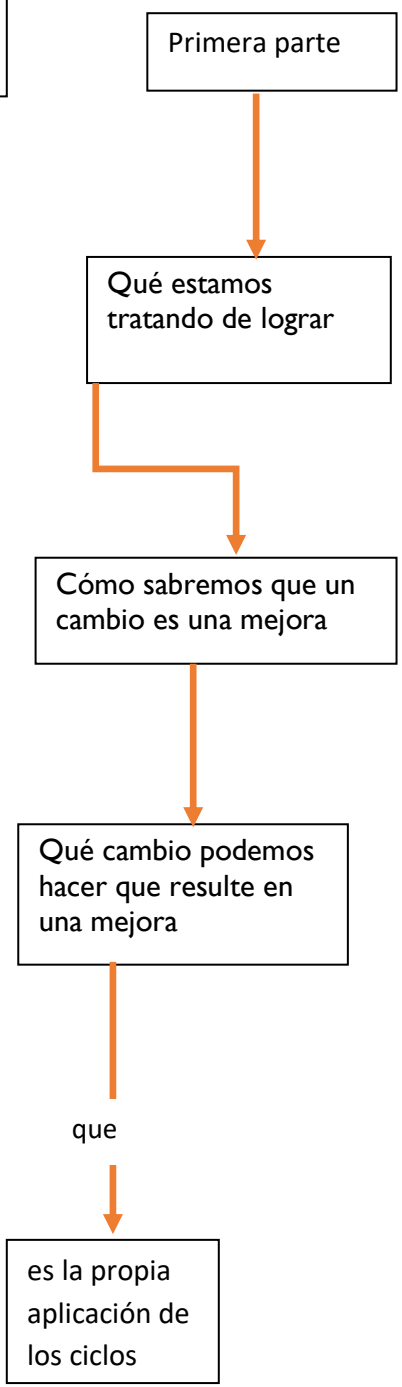 Primera parte
Qué estamos
tratando de lograr
Cómo sabremos que un
cambio es una mejora
Qué cambio podemos
hacer que resulte en
una mejora
que
es la propia
aplicación de
los ciclos